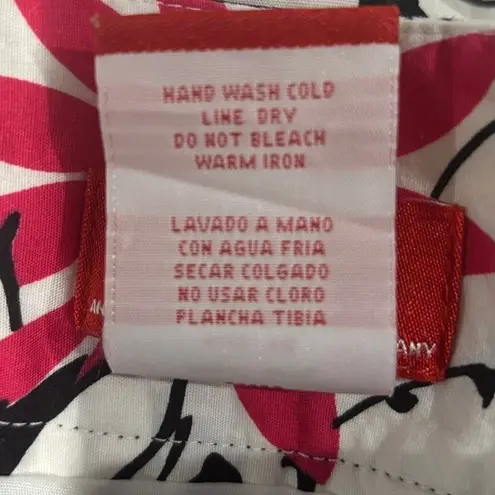 HAND WASH COLD
LINE DRY
DO NOT BLEACH
WARM IRON
LAVADO A MANO
CON AGUA FRIA
SECAR COLGADO
NO USAR CLORO
PLANCHA TIBIA